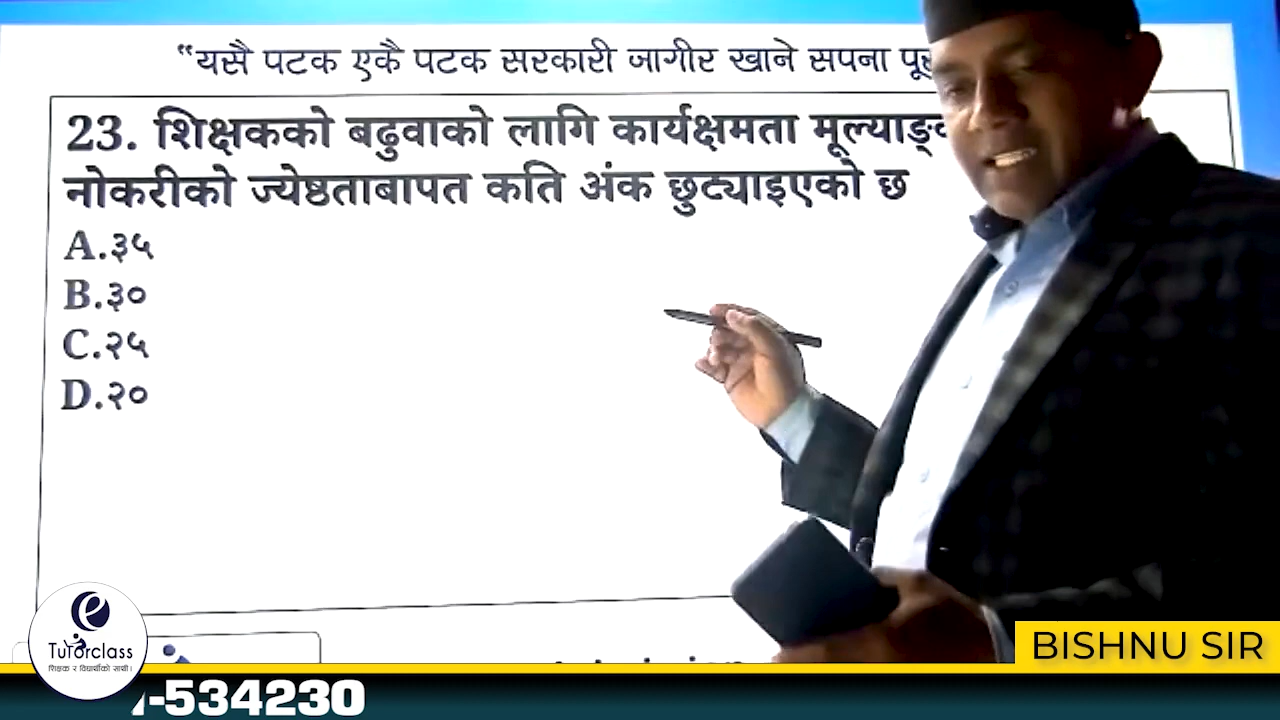 “यसै पटक एकै पटक सरकारी जागीर खाने सपना
23. शिक्षकको बढुवाको लागि कार्यक्षमता
नोकरीको ज्येष्ठताबापत कति अंक छुट्याइएको छ
A.३५
B.३०
C.२५
D.२०
BISHNU SIR
e
Tutorclass
शिक्षक र विद्यार्थीको साथी।
-534230